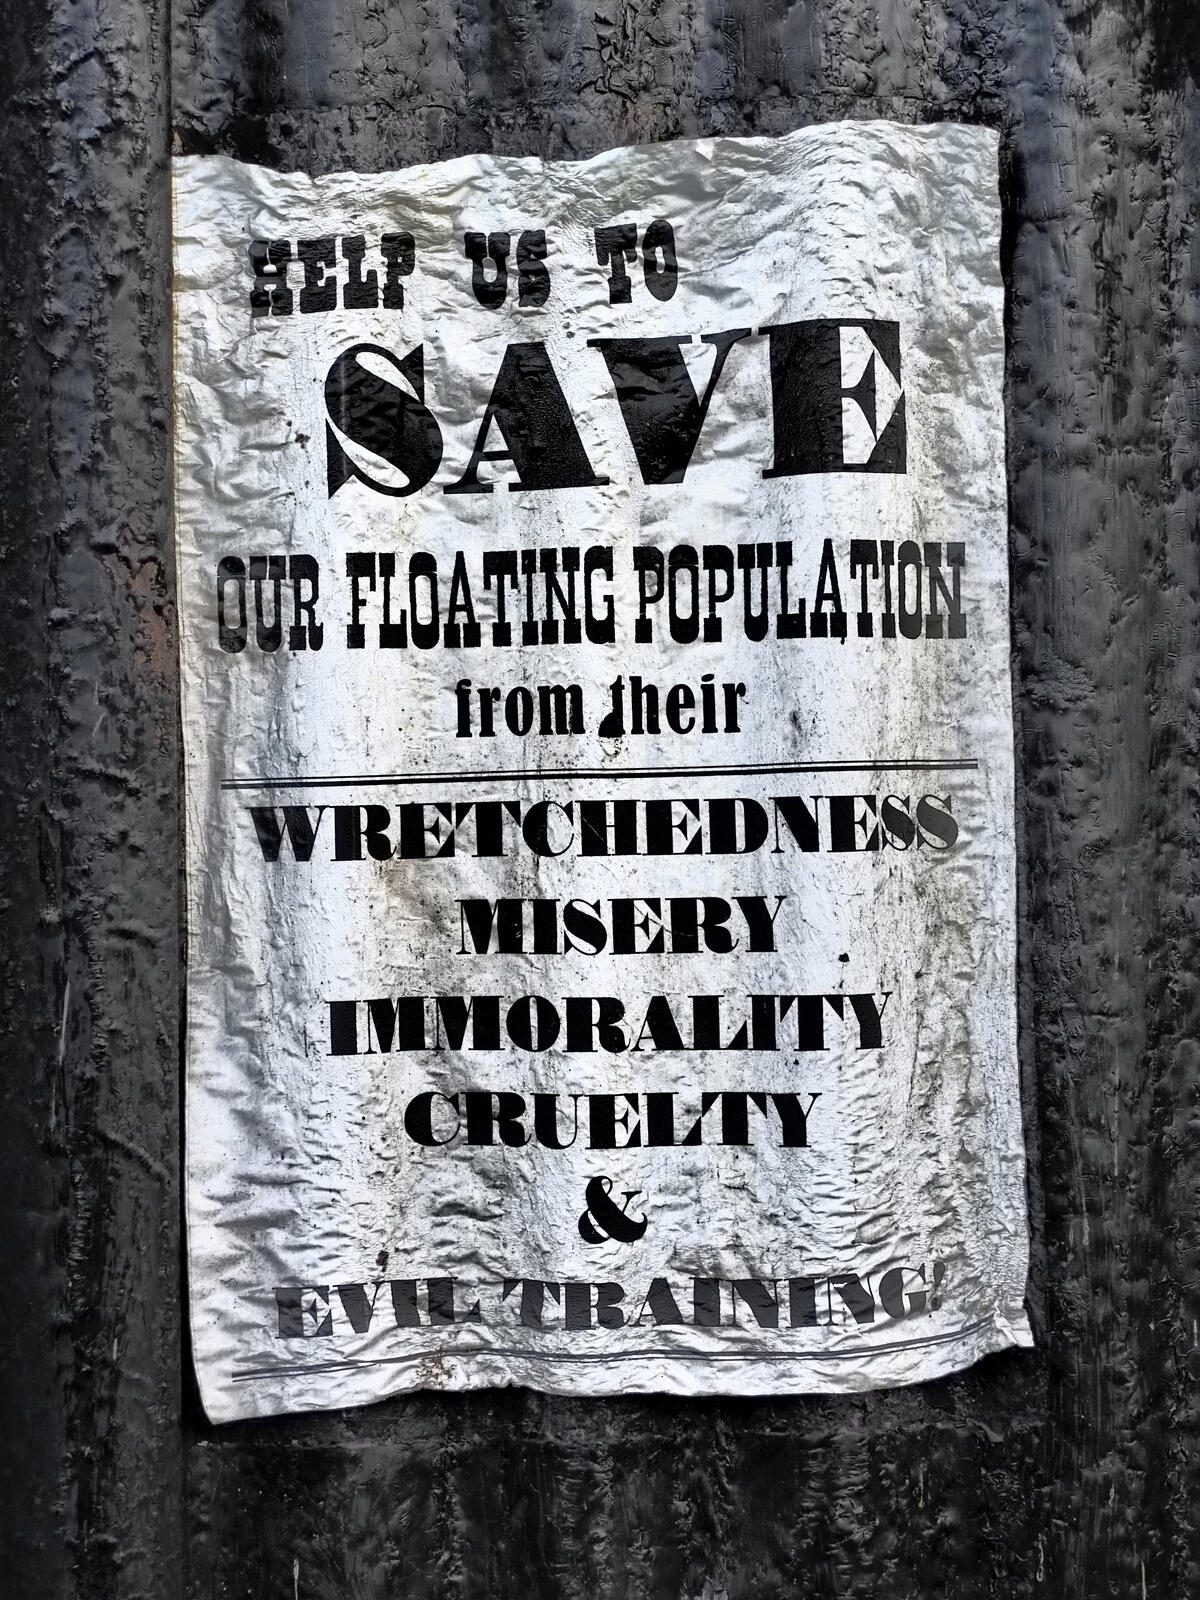 HELP US TO
SAVE
OUR FLOATING POPULATION
from their
WRETCHEDNESS
MISERY
IMMORALITY
CRUELTY
&
EVIL TRAINING!